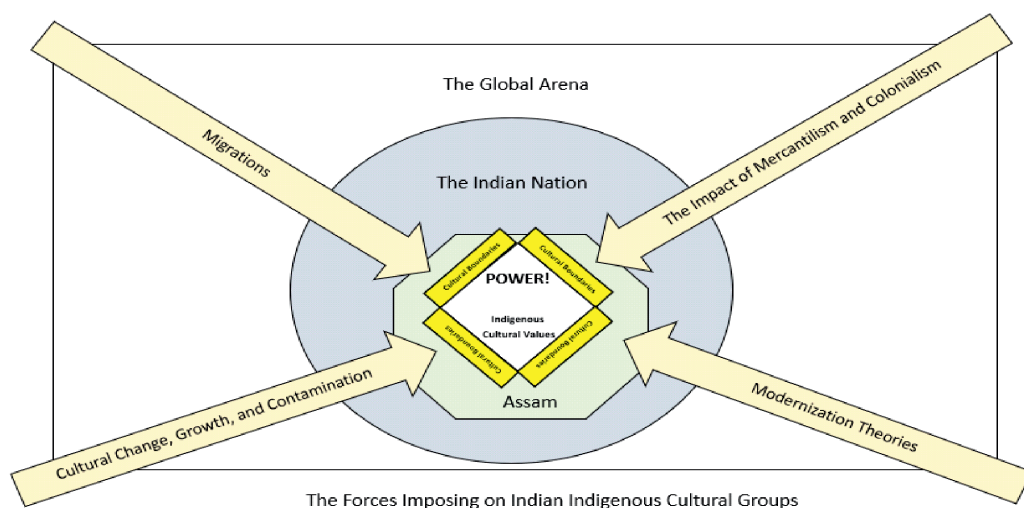 The Global Arena
Migrations
The Impact of Mercantilism and Colonialism
The Indian Nation
Cultural Boundaries
Cultural Boundaries
POWER!
Indigenous
Cultural Values
Cultural Boundaries
Cultural Boundaries
Assam
Cultural Change, Growth, and Contamination
Modernization Theories
The Forces Imposing on Indian Indigenous Cultural Groups